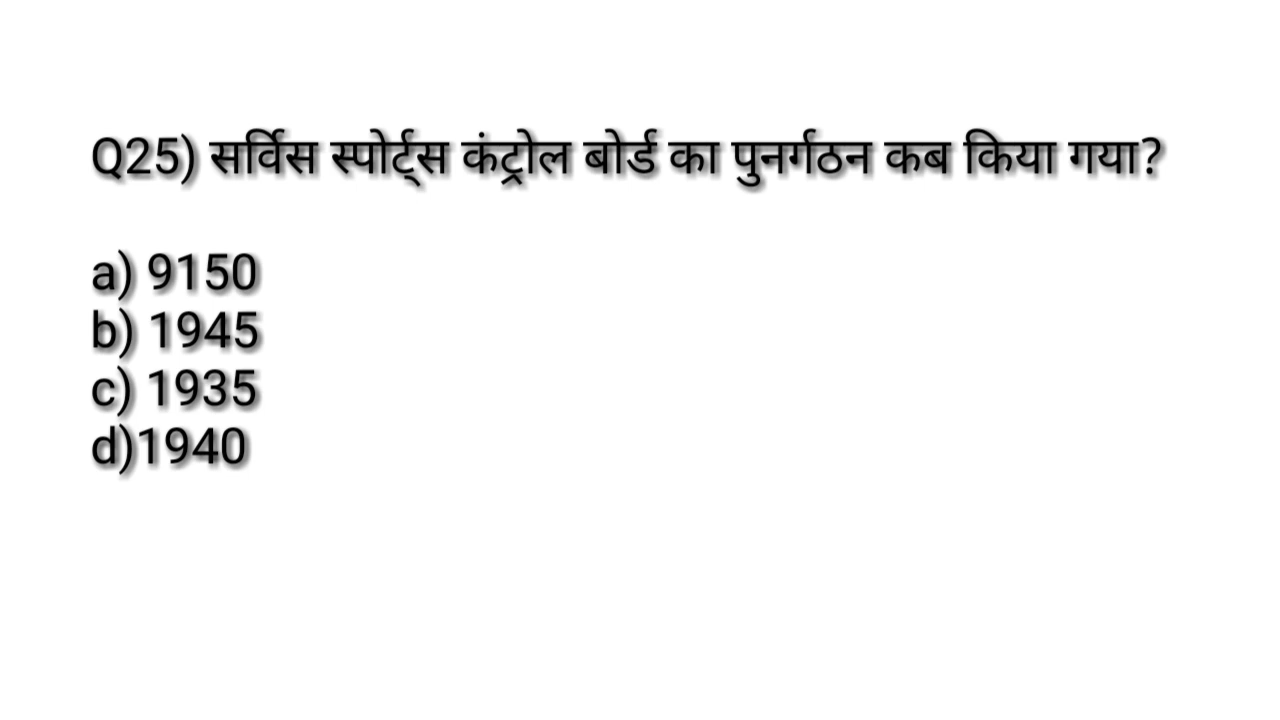 Q25) सर्विस स्पोर्ट्स कंट्रोल बोर्ड का पुनर्गठन कब किया गया?
a) 9150
b) 1945
c) 1935
d)1940